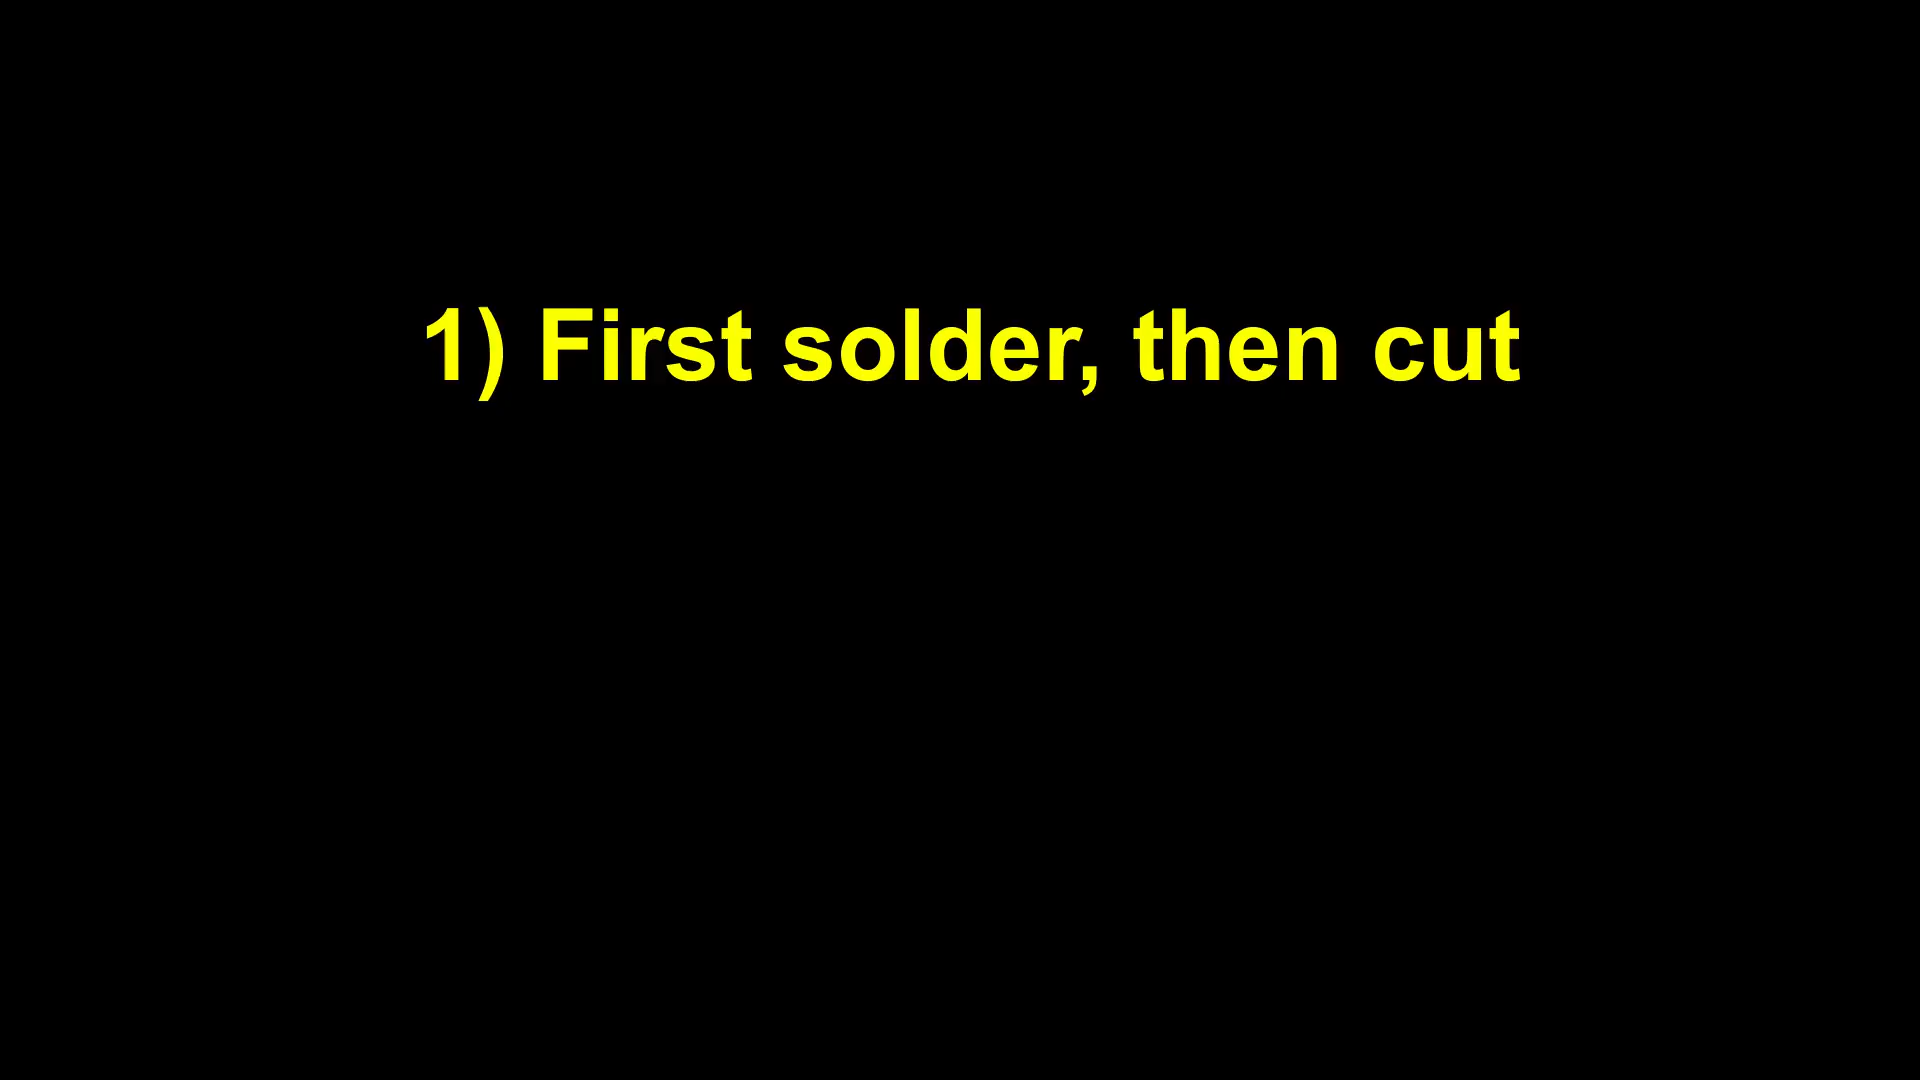 1) First solder, then cut